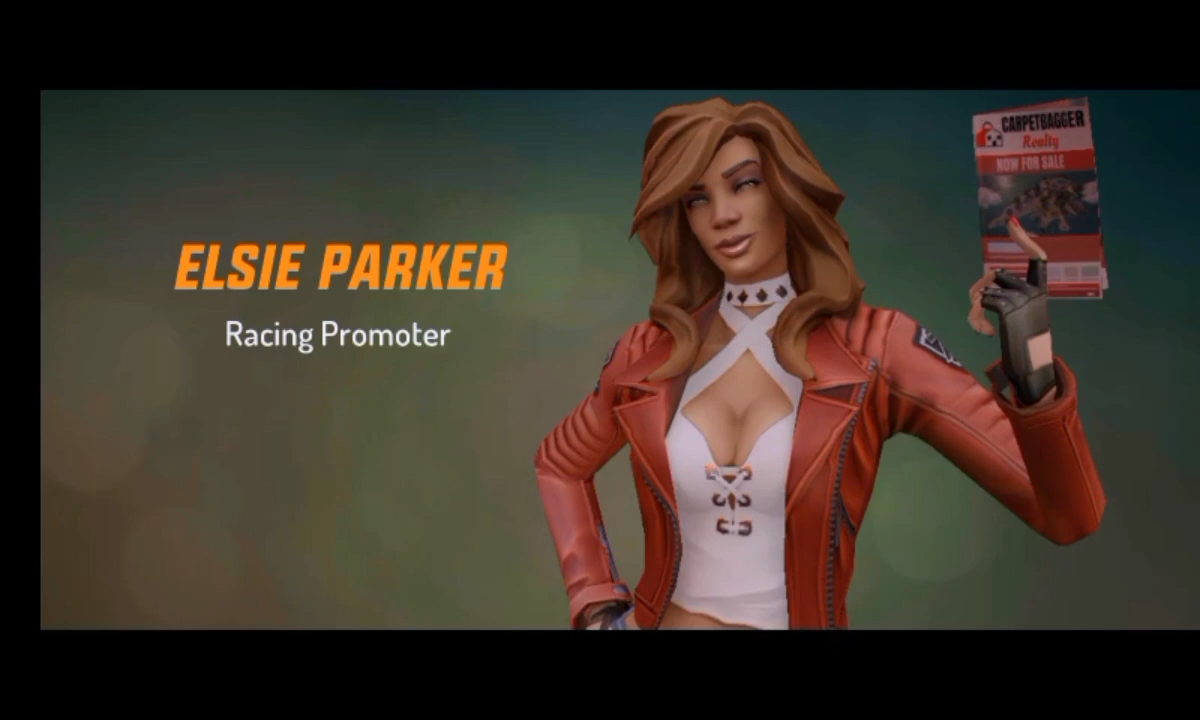 ELSIE PARKER
Racing Promoter
CARPETBAGGER
Realty
NOW FOR SALE